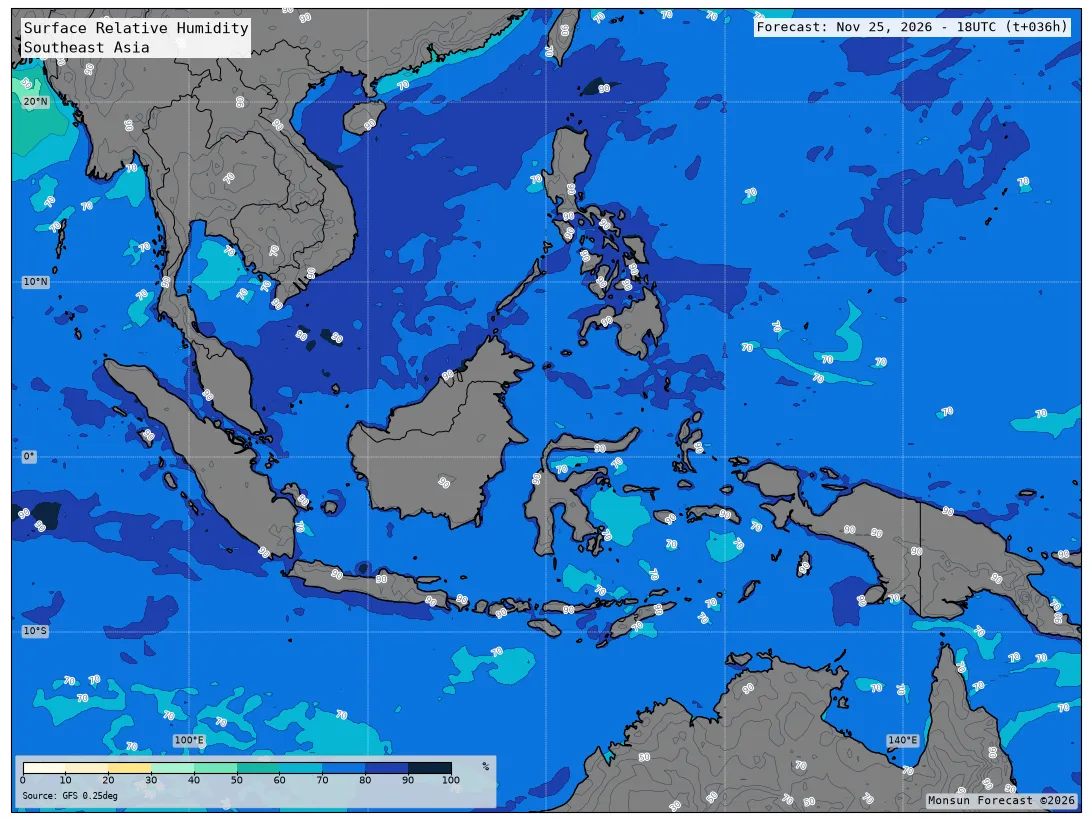 Surface Relative Humidity
Southeast Asia
Forecast: Nov 25, 2026 - 18UTC (t+036h)
20°N
10°N
0°
10°S
100°E
140°E
%
0 10 20 30 40 50 60 70 80 90 100
Source: GFS 0.25deg
Monsun Forecast ©2026